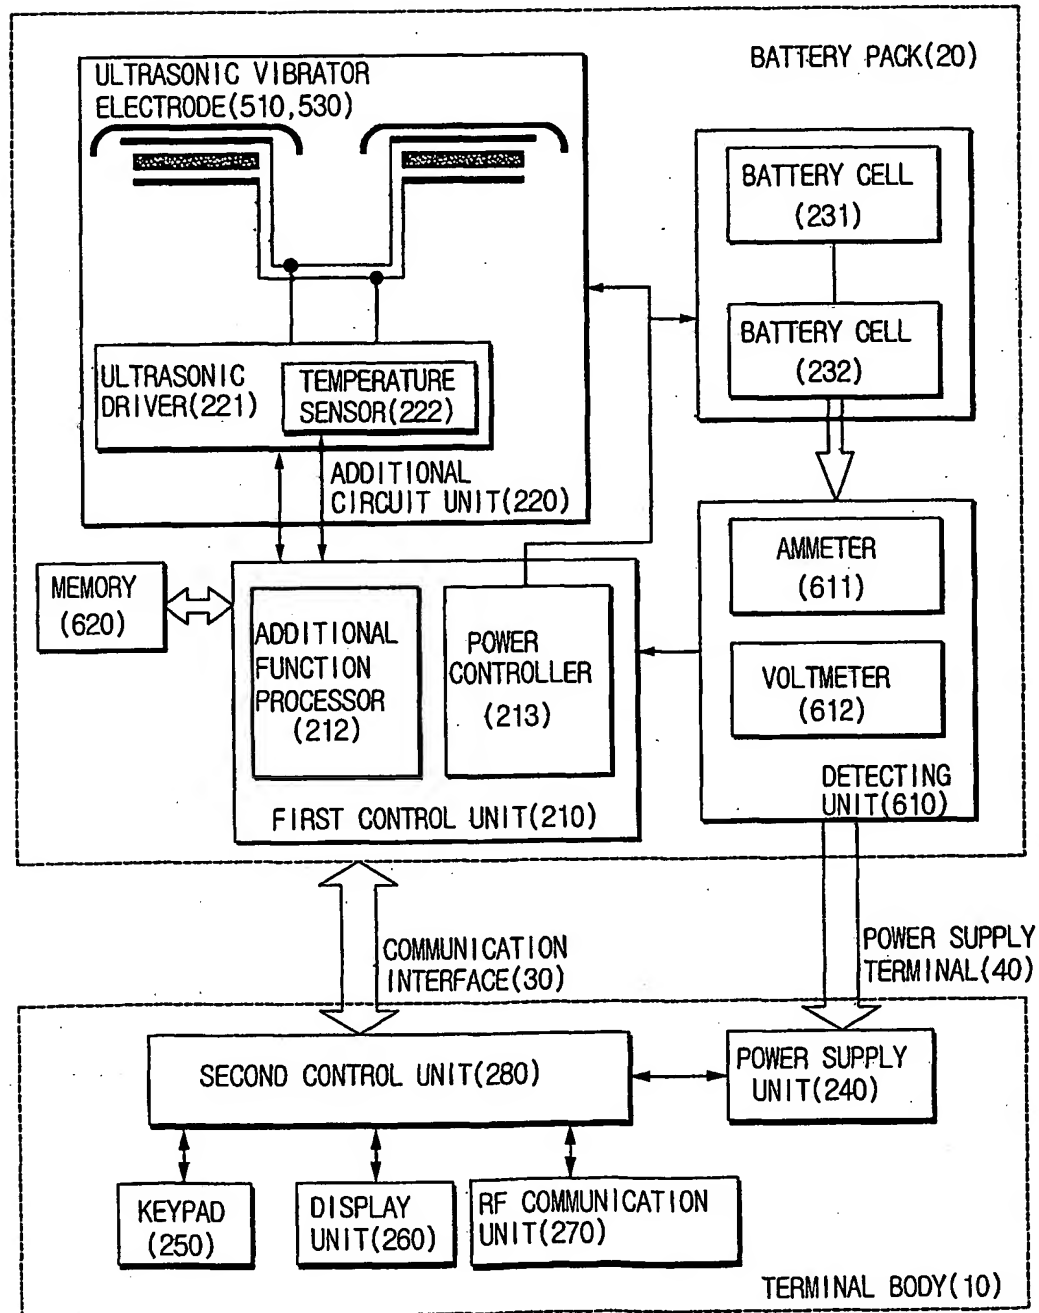 BATTERY PACK(20)
ULTRASONIC VIBRATOR
ELECTRODE(510,530)
BATTERY CELL
(231)
BATTERY CELL
(232)
ULTRASONIC
DRIVER(221)
TEMPERATURE
SENSOR(222)
ADDITIONAL
CIRCUIT UNIT(220)
AMMETER
(611)
VOLTMETER
(612)
DETECTING
UNIT(610)
MEMORY
(620)
ADDITIONAL
FUNCTION
PROCESSOR
(212)
POWER
CONTROLLER
(213)
FIRST CONTROL UNIT(210)
COMMUNICATION
INTERFACE(30)
POWER SUPPLY
TERMINAL(40)
SECOND CONTROL UNIT(280)
POWER SUPPLY
UNIT(240)
KEYPAD
(250)
DISPLAY
UNIT(260)
RF COMMUNICATION
UNIT(270)
TERMINAL BODY(10)